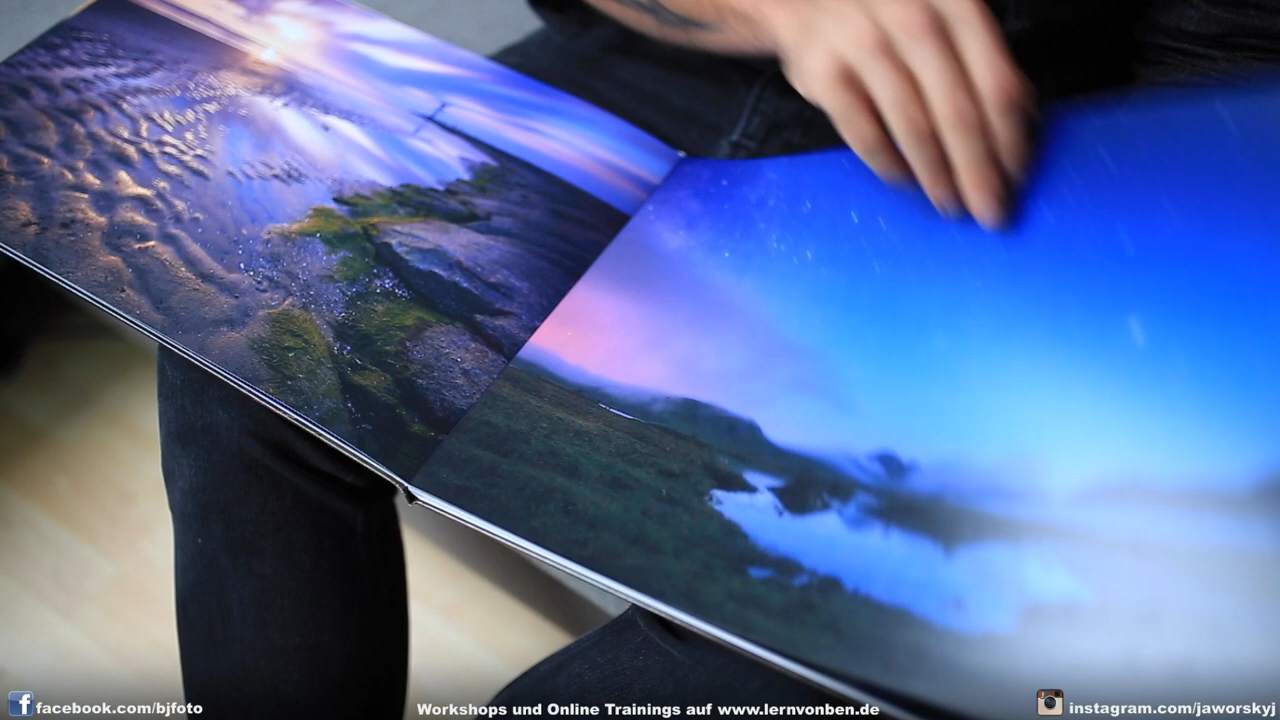 facebook.com/bjfoto
Workshops und Online Trainings auf www.lernvonben.de
instagram.com/jaworskyj